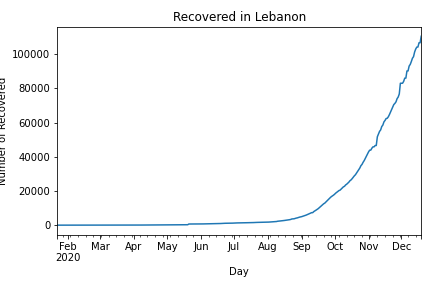 Recovered in Lebanon
Number of Recovered
100000
80000
60000
40000
20000
0
Feb Mar Apr May Jun Jul Aug Sep Oct Nov Dec
2020
Day